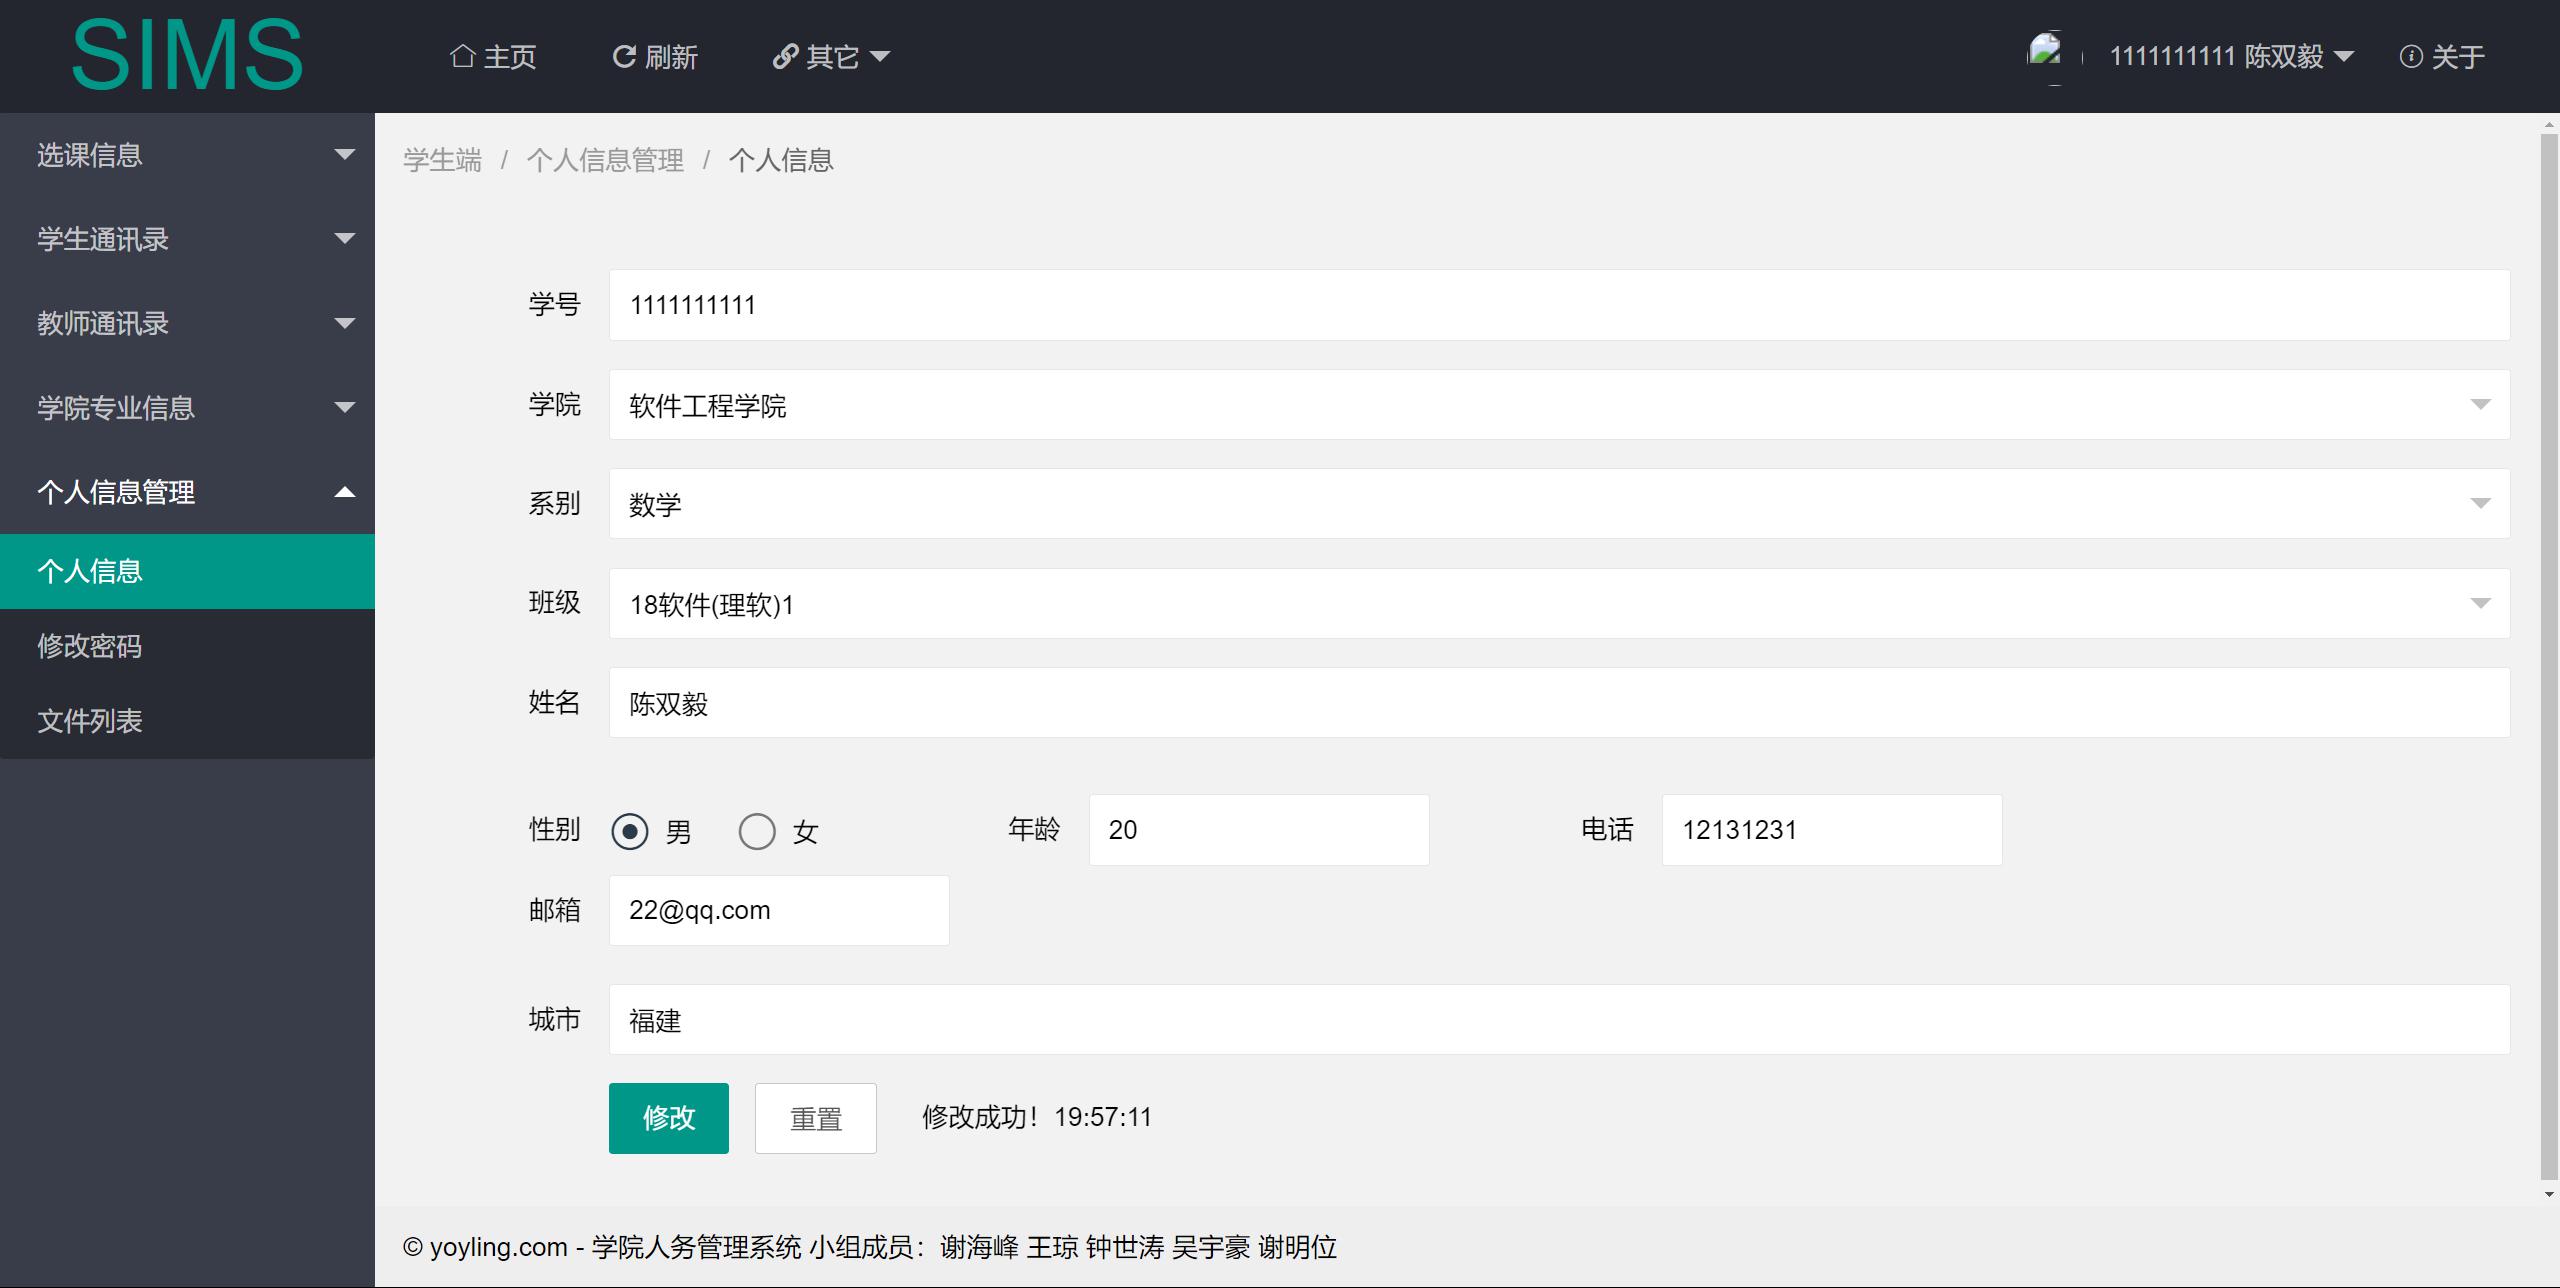 SIMS
主页
刷新
其它
1111111111 陈双毅
关于
选课信息
学生通讯录
教师通讯录
学院专业信息
个人信息管理
个人信息
修改密码
文件列表
学生端 / 个人信息管理 / 个人信息
学号 1111111111
学院 软件工程学院
系别 数学
班级 18软件(理软)1
姓名 陈双毅
性别 男 女 年龄 20 电话 12131231
邮箱 22@qq.com
城市 福建
修改 重置 修改成功！19:57:11
© yoyling.com - 学院人务管理系统 小组成员：谢海峰 王琼 钟世涛 吴宇豪 谢明位